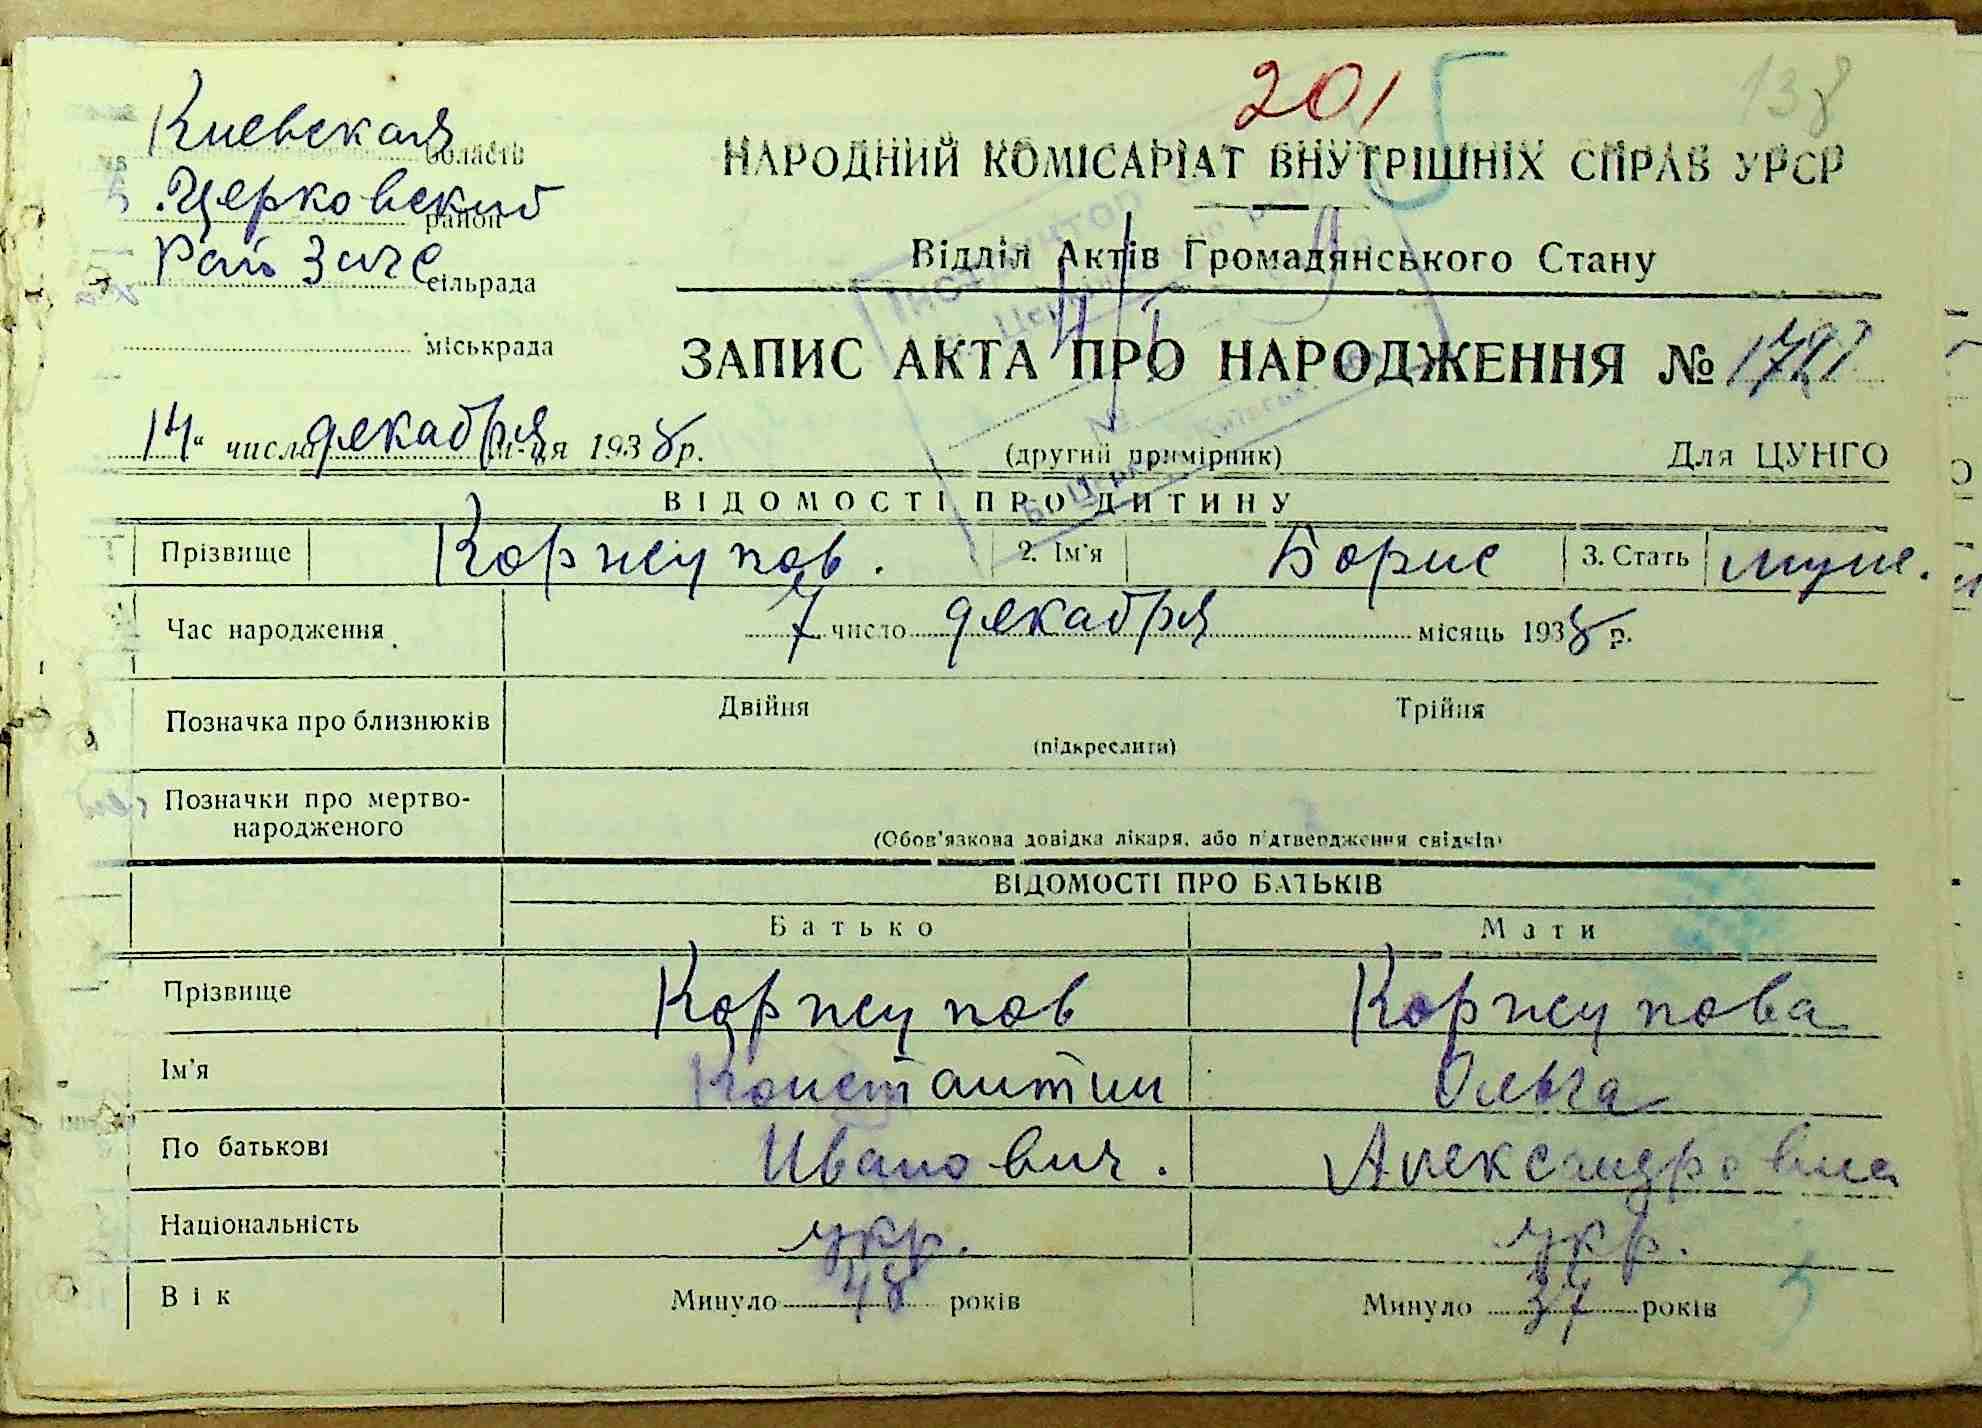 201
138
Киевская область
Б. Церковский район
Рай Загс сільрада
міськрада
НАРОДНИЙ КОМІСАРІАТ ВНУТРІШНІХ СПРАВ УРСР
Відділ Актів Громадянського Стану
ЗАПИС АКТА ПРО НАРОДЖЕННЯ №
14" числа декабря м-ця 1938 р.
(другий примірник)
Для ЦУНГО
ВІДОМОСТІ ПРО ДИТИНУ
Прізвище Коржупов. 2. Ім'я Борис 3. Стать муж.
Час народження 7 число декабря місяць 1938 р.
Позначка про близнюків Двійня Трійня
(підкреслити)
Позначки про мертво-
народженого
(Обов'язкова довідка лікаря, або підтвердження свідків)
ВІДОМОСТІ ПРО БАТЬКІВ
Батько Мати
Прізвище Коржупов Коржупова
Ім'я Константин Ольга
По батькові Иванович. Александровна
Національність укр. укр.
Вік Минуло 48 років Минуло 37 років